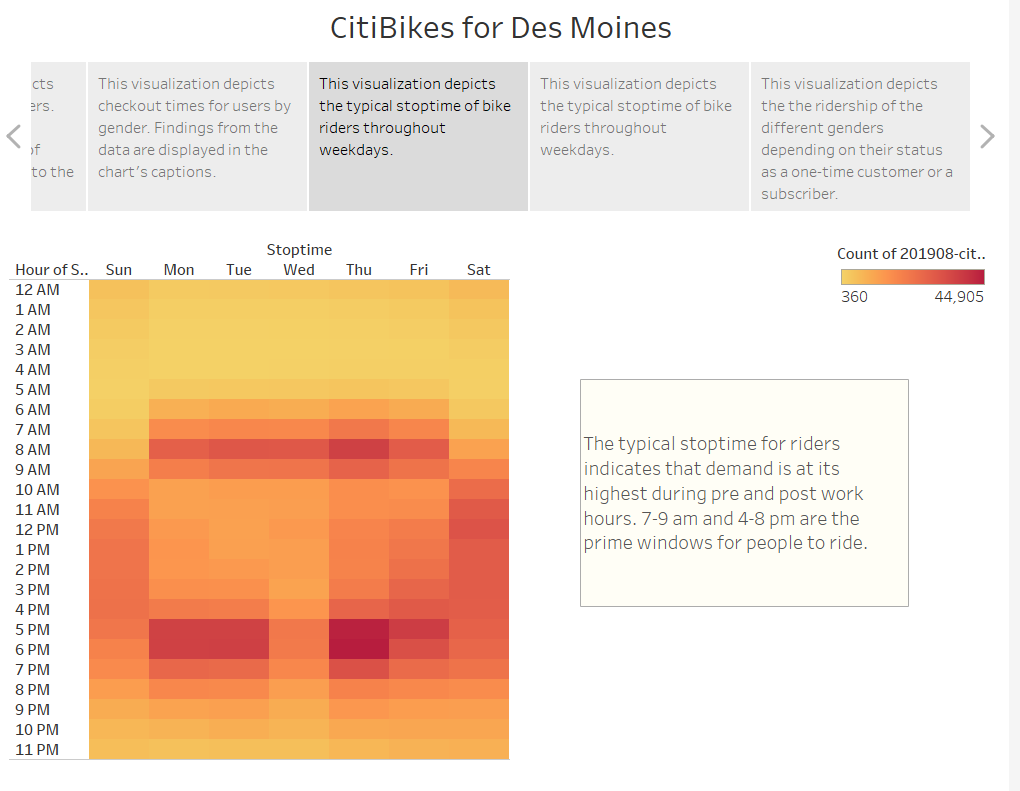 CitiBikes for Des Moines
cts
ers.
of
to the
This visualization depicts
checkout times for users by
gender. Findings from the
data are displayed in the
chart's captions.
This visualization depicts
the typical stoptime of bike
riders throughout
weekdays.
This visualization depicts
the typical stoptime of bike
riders throughout
weekdays.
This visualization depicts
the the ridership of the
different genders
depending on their status
as a one-time customer or a
subscriber.
Stoptime
Hour of S.. Sun Mon Tue Wed Thu Fri Sat
12 AM
1 AM
2 AM
3 AM
4 AM
5 AM
6 AM
7 AM
8 AM
9 AM
10 AM
11 AM
12 PM
1 PM
2 PM
3 PM
4 PM
5 PM
6 PM
7 PM
8 PM
9 PM
10 PM
11 PM
Count of 201908-cit..
360 44,905
The typical stoptime for riders
indicates that demand is at its
highest during pre and post work
hours. 7-9 am and 4-8 pm are the
prime windows for people to ride.